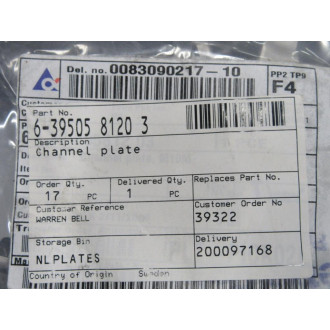 Del. no. 0083090217-10
PP2 TP9
F4
Part No.
6-39505 8120 3
Description
Channel plate
Order Qty. Delivered Qty. Replaces Part No.
17 PC 1 PC
Customer Reference Customer Order No
WARREN BELL 39322
Storage Bin Delivery
NLPLATES 200097168
Country of Origin Sweden